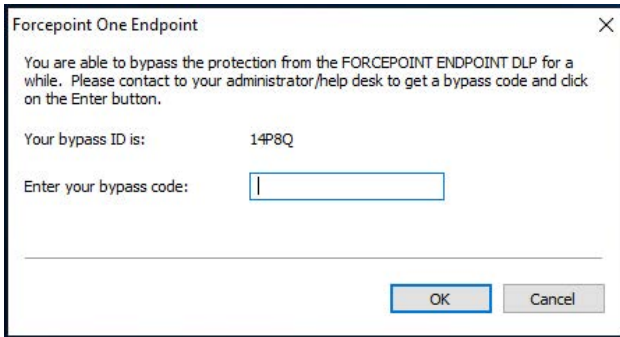 Forcepoint One Endpoint
You are able to bypass the protection from the FORCEPOINT ENDPOINT DLP for a
while. Please contact to your administrator/help desk to get a bypass code and click
on the Enter button.
Your bypass ID is: 14P8Q
Enter your bypass code:
OK Cancel